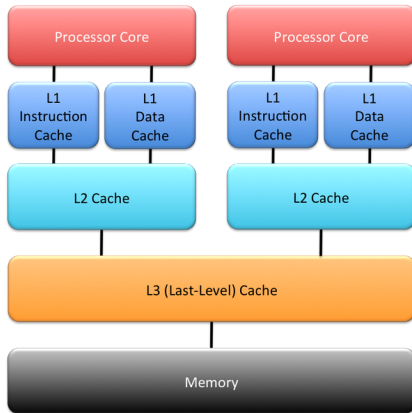 Processor Core
Processor Core
L1
Instruction
Cache
L1
Data
Cache
L1
Instruction
Cache
L1
Data
Cache
L2 Cache
L2 Cache
L3 (Last-Level) Cache
Memory